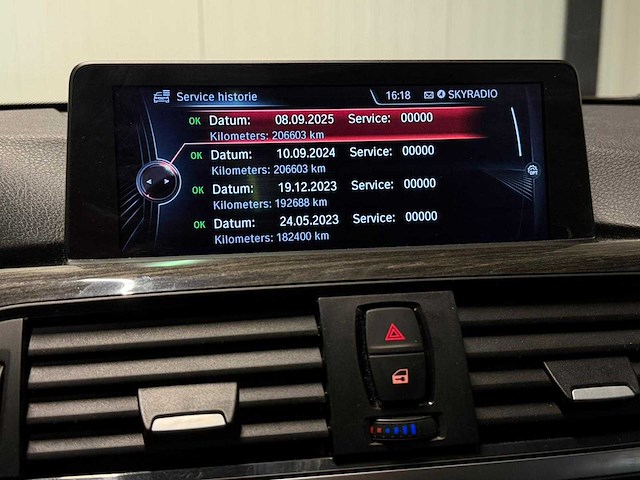 Service historie
16:18 SKYRADIO
OK Datum: 08.09.2025 Service: 00000
Kilometers: 206603 km
OK Datum: 10.09.2024 Service: 00000
Kilometers: 206603 km
OK Datum: 19.12.2023 Service: 00000
Kilometers: 192688 km
OK Datum: 24.05.2023 Service: 00000
Kilometers: 182400 km